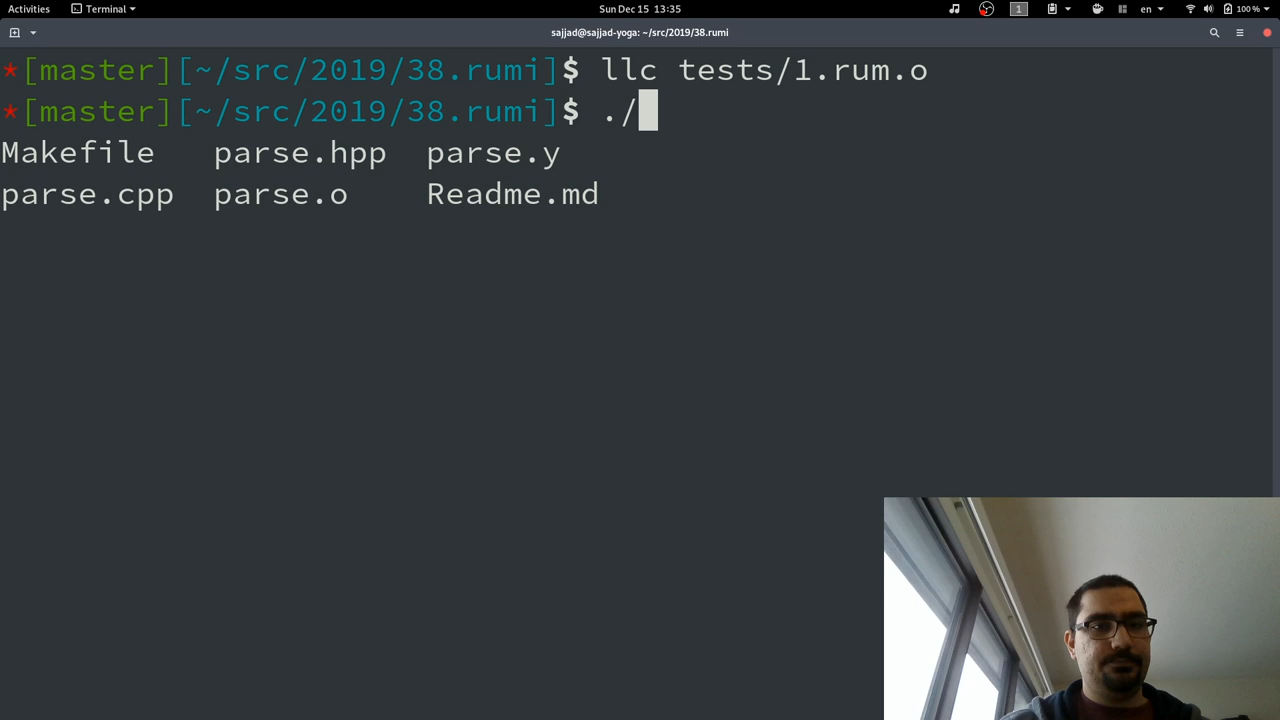 Activities Terminal Sun Dec 15 13:35 1 en 100 %
sajjad@sajjad-yoga: ~/src/2019/38.rumi
*[master][~/src/2019/38.rumi]$ llc tests/1.rum.o
*[master][~/src/2019/38.rumi]$ ./
Makefile parse.hpp parse.y
parse.cpp parse.o Readme.md